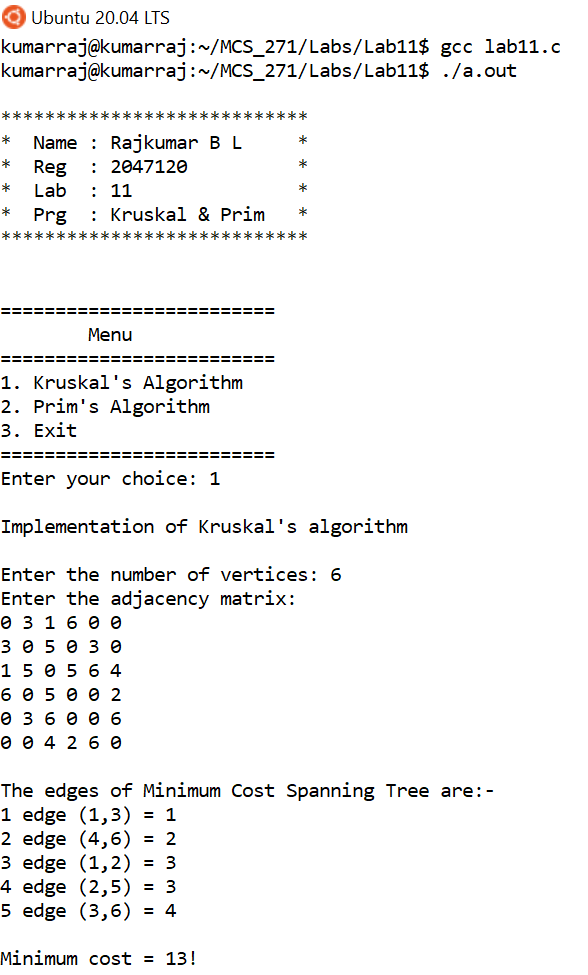 Ubuntu 20.04 LTS
kumarraj@kumarraj:~/MCS_271/Labs/Lab11$ gcc lab11.c
kumarraj@kumarraj:~/MCS_271/Labs/Lab11$ ./a.out
****************************
*  Name : Rajkumar B L     *
*  Reg  : 2047120          *
*  Lab  : 11               *
*  Prg  : Kruskal & Prim   *
****************************
=========================
        Menu
=========================
1. Kruskal's Algorithm
2. Prim's Algorithm
3. Exit
=========================
Enter your choice: 1
Implementation of Kruskal's algorithm
Enter the number of vertices: 6
Enter the adjacency matrix:
0 3 1 6 0 0
3 0 5 0 3 0
1 5 0 5 6 4
6 0 5 0 0 2
0 3 6 0 0 6
0 0 4 2 6 0
The edges of Minimum Cost Spanning Tree are:-
1 edge (1,3) = 1
2 edge (4,6) = 2
3 edge (1,2) = 3
4 edge (2,5) = 3
5 edge (3,6) = 4
Minimum cost = 13!